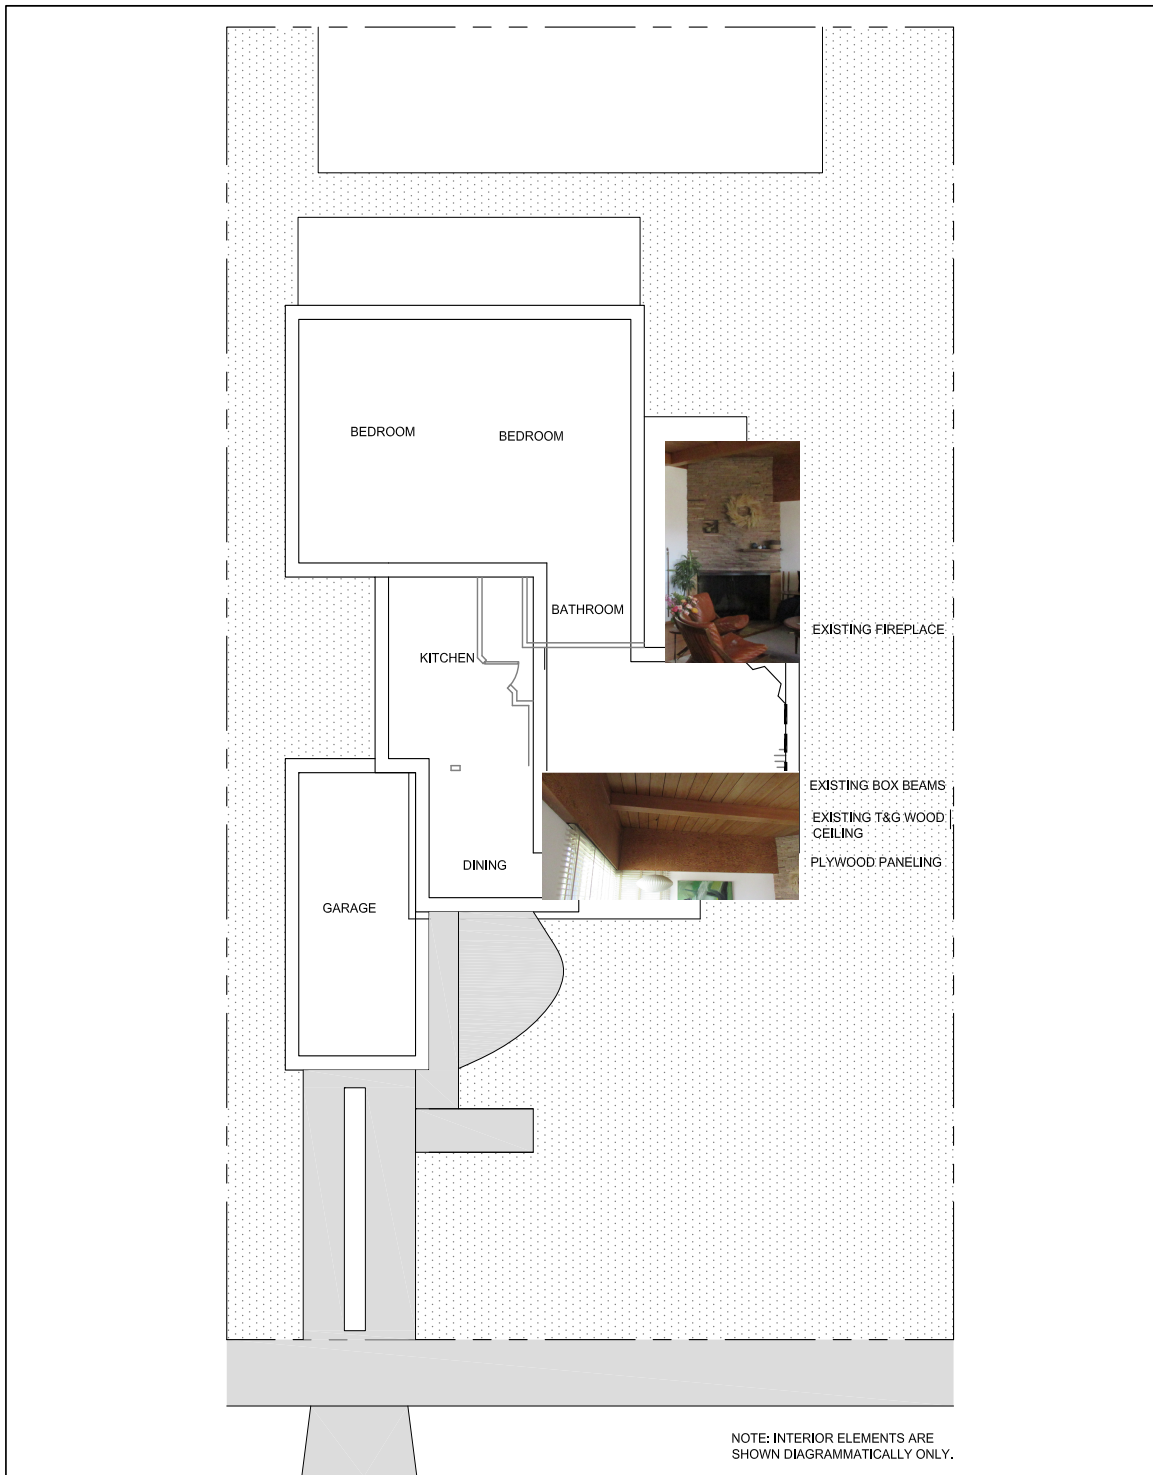 BEDROOM
BEDROOM
BATHROOM
EXISTING FIREPLACE
KITCHEN
EXISTING BOX BEAMS
EXISTING T&G WOOD
CEILING
PLYWOOD PANELING
DINING
GARAGE
NOTE: INTERIOR ELEMENTS ARE
SHOWN DIAGRAMMATICALLY ONLY.